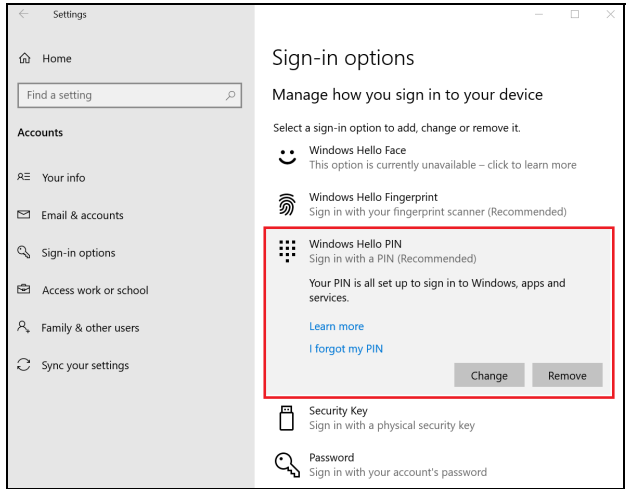 Settings
Home
Find a setting
Accounts
Your info
Email & accounts
Sign-in options
Access work or school
Family & other users
Sync your settings
Sign-in options
Manage how you sign in to your device
Select a sign-in option to add, change or remove it.
Windows Hello Face
This option is currently unavailable – click to learn more
Windows Hello Fingerprint
Sign in with your fingerprint scanner (Recommended)
Windows Hello PIN
Sign in with a PIN (Recommended)
Your PIN is all set up to sign in to Windows, apps and
services.
Learn more
I forgot my PIN
Change Remove
Security Key
Sign in with a physical security key
Password
Sign in with your account's password